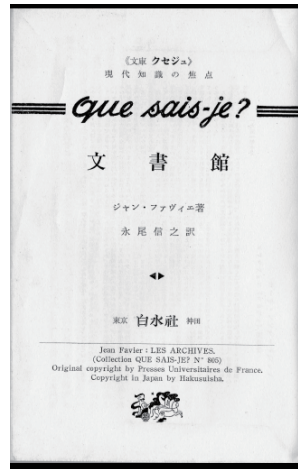 《文庫 クセジュ》
現代知識の焦点
Que sais-je?
文書館
ジャン・ファヴィエ著
永尾信之訳
東京 白水社 神田
Jean Favier : LES ARCHIVES.
(Collection QUE SAIS-JE? N° 805)
Original copyright by Presses Universitaires de France.
Copyright in Japan by Hakusuisha.